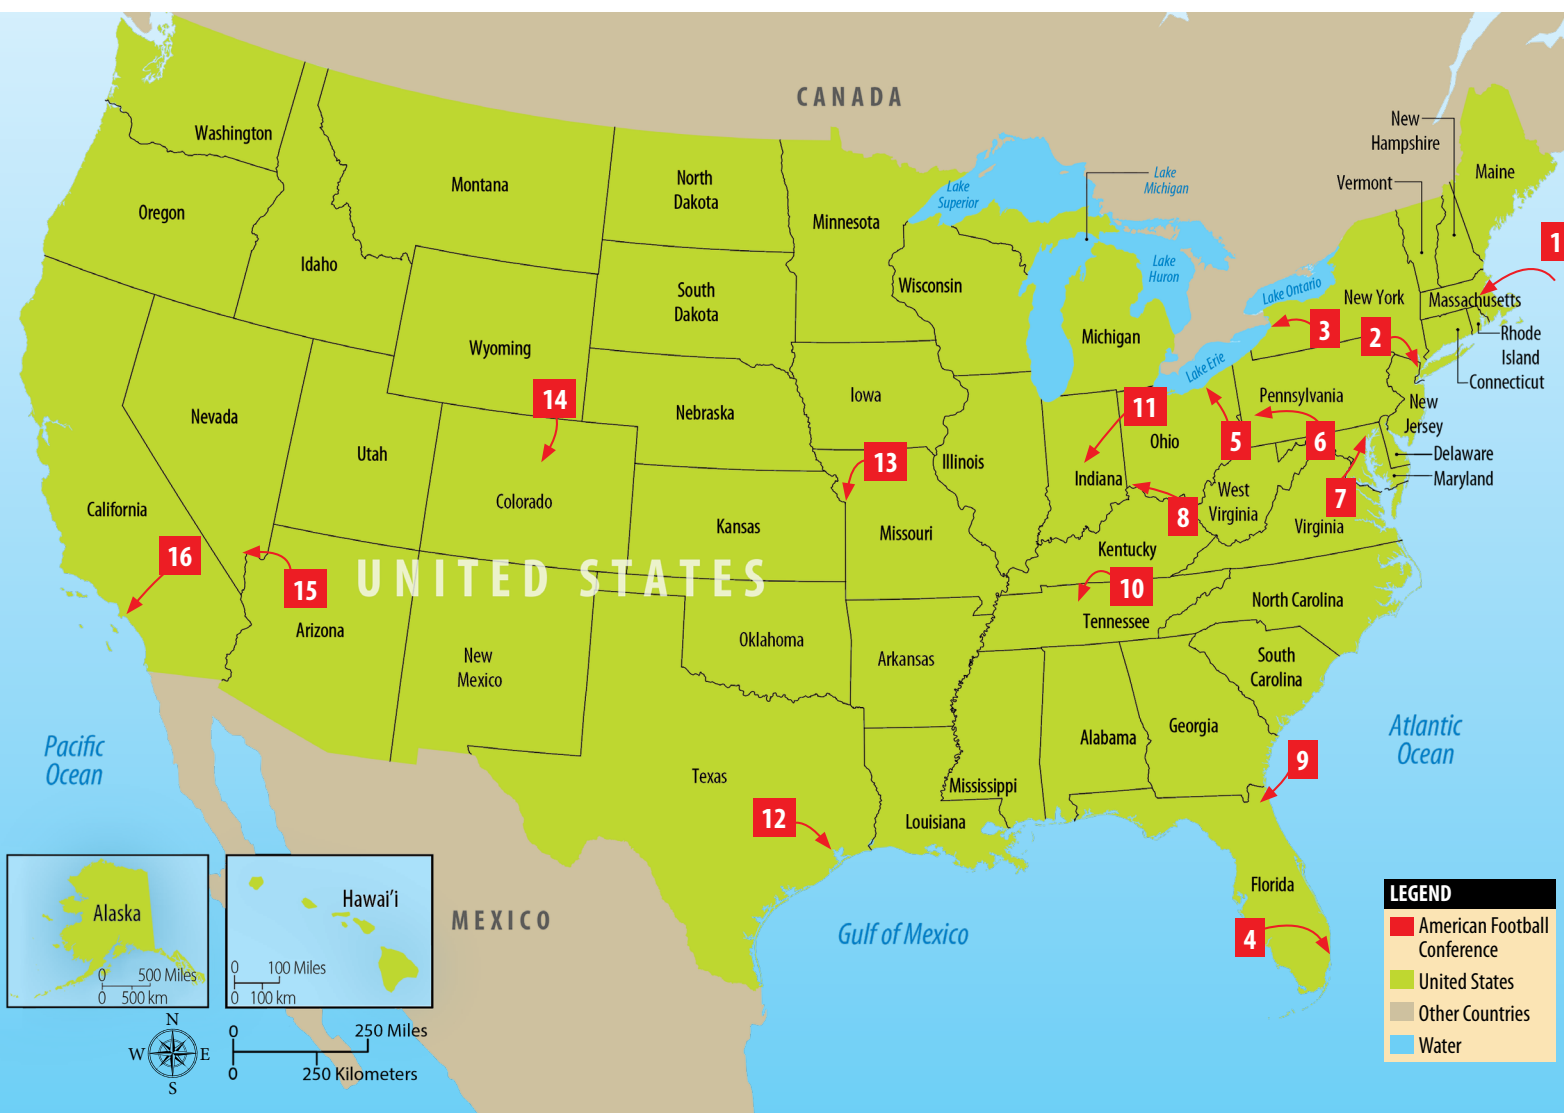 CANADA
New
Hampshire
Washington
Maine
Vermont
Lake
Michigan
Montana
North
Dakota
Lake
Superior
Oregon
Minnesota
1
Idaho
Lake
Huron
Wisconsin
South
Dakota
Lake Ontario
New York
Massachusetts
Michigan
3
2
Rhode
Island
Wyoming
Lake Erie
Connecticut
14
Iowa
Pennsylvania
New
Jersey
Nevada
Nebraska
11
Ohio
5
6
Utah
13
Illinois
Delaware
Maryland
Indiana
Colorado
7
California
West
Virginia
8
Kansas
Missouri
Virginia
16
Kentucky
UNITED STATES
15
10
North Carolina
Arizona
Tennessee
Oklahoma
New
Mexico
Arkansas
South
Carolina
Pacific
Ocean
Georgia
Atlantic
Ocean
Alabama
9
Texas
Mississippi
12
Louisiana
Florida
4
Gulf of Mexico
MEXICO
Alaska
0 500 Miles
0 500 km
Hawai’i
0 100 Miles
0 100 km
N
W E
S
0 250 Miles
0 250 Kilometers
LEGEND
American Football
Conference
United States
Other Countries
Water